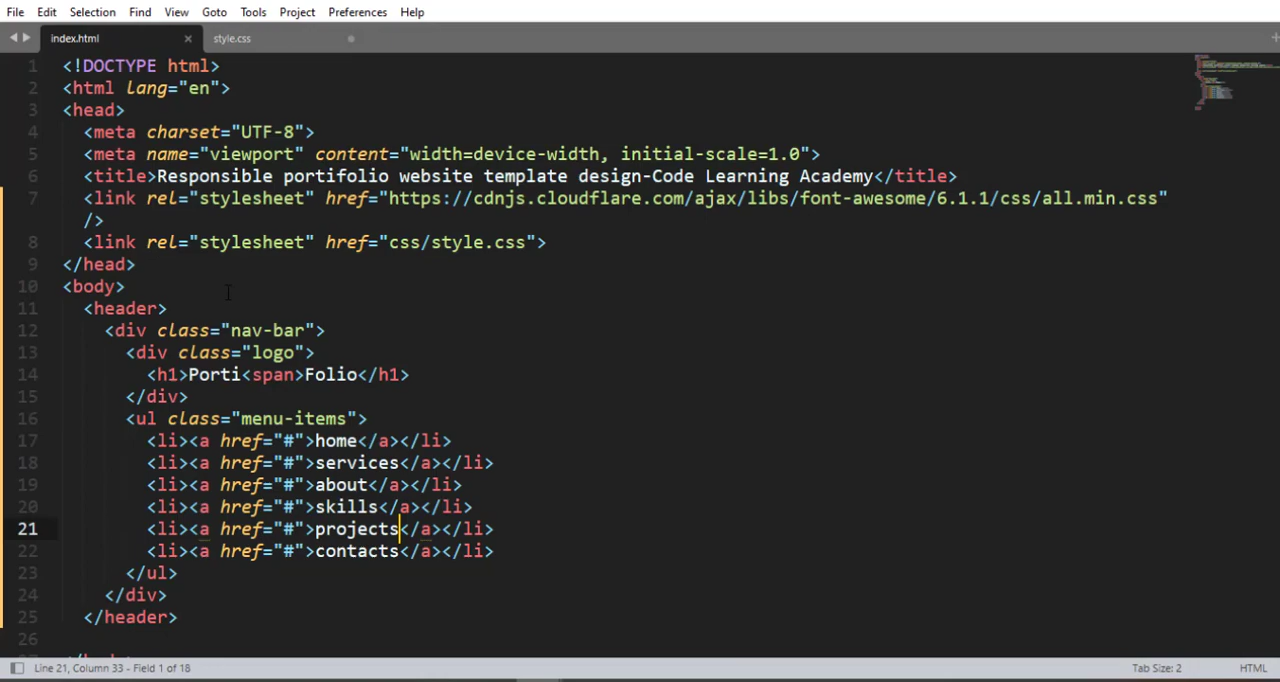 File Edit Selection Find View Goto Tools Project Preferences Help
index.html × style.css
1 <!DOCTYPE html>
2 <html lang="en">
3 <head>
4 <meta charset="UTF-8">
5 <meta name="viewport" content="width=device-width, initial-scale=1.0">
6 <title>Responsible portifolio website template design-Code Learning Academy</title>
7 <link rel="stylesheet" href="https://cdnjs.cloudflare.com/ajax/libs/font-awesome/6.1.1/css/all.min.css"
/>
8 <link rel="stylesheet" href="css/style.css">
9 </head>
10 <body>
11 <header>
12 <div class="nav-bar">
13 <div class="logo">
14 <h1>Porti<span>Folio</h1>
15 </div>
16 <ul class="menu-items">
17 <li><a href="#">home</a></li>
18 <li><a href="#">services</a></li>
19 <li><a href="#">about</a></li>
20 <li><a href="#">skills</a></li>
21 <li><a href="#">projects</a></li>
22 <li><a href="#">contacts</a></li>
23 </ul>
24 </div>
25 </header>
26
Line 21, Column 33 - Field 1 of 18 Tab Size: 2 HTML